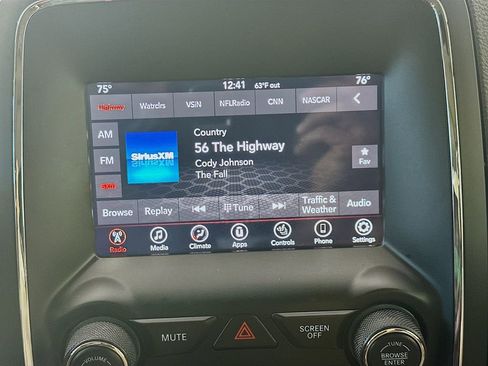 75° 12:41 63°F out 76°
Highway Watrclrs VSiN NFLRadio CNN NASCAR
AM
FM
SXM
SiriusXM
Country
56 The Highway
Cody Johnson
The Fall
Fav
Browse Replay Tune Traffic & Weather Audio
Radio Media Climate Apps Controls Phone Settings
MUTE
SCREEN OFF
VOLUME
TUNE
BROWSE
ENTER